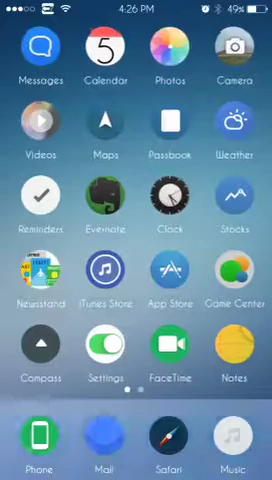 4:26 PM 49%
Messages Calendar Photos Camera
5
Videos Maps Passbook Weather
Reminders Evernote Clock Stocks
Newsstand iTunes Store App Store Game Center
Compass Settings FaceTime Notes
Phone Mail Safari Music